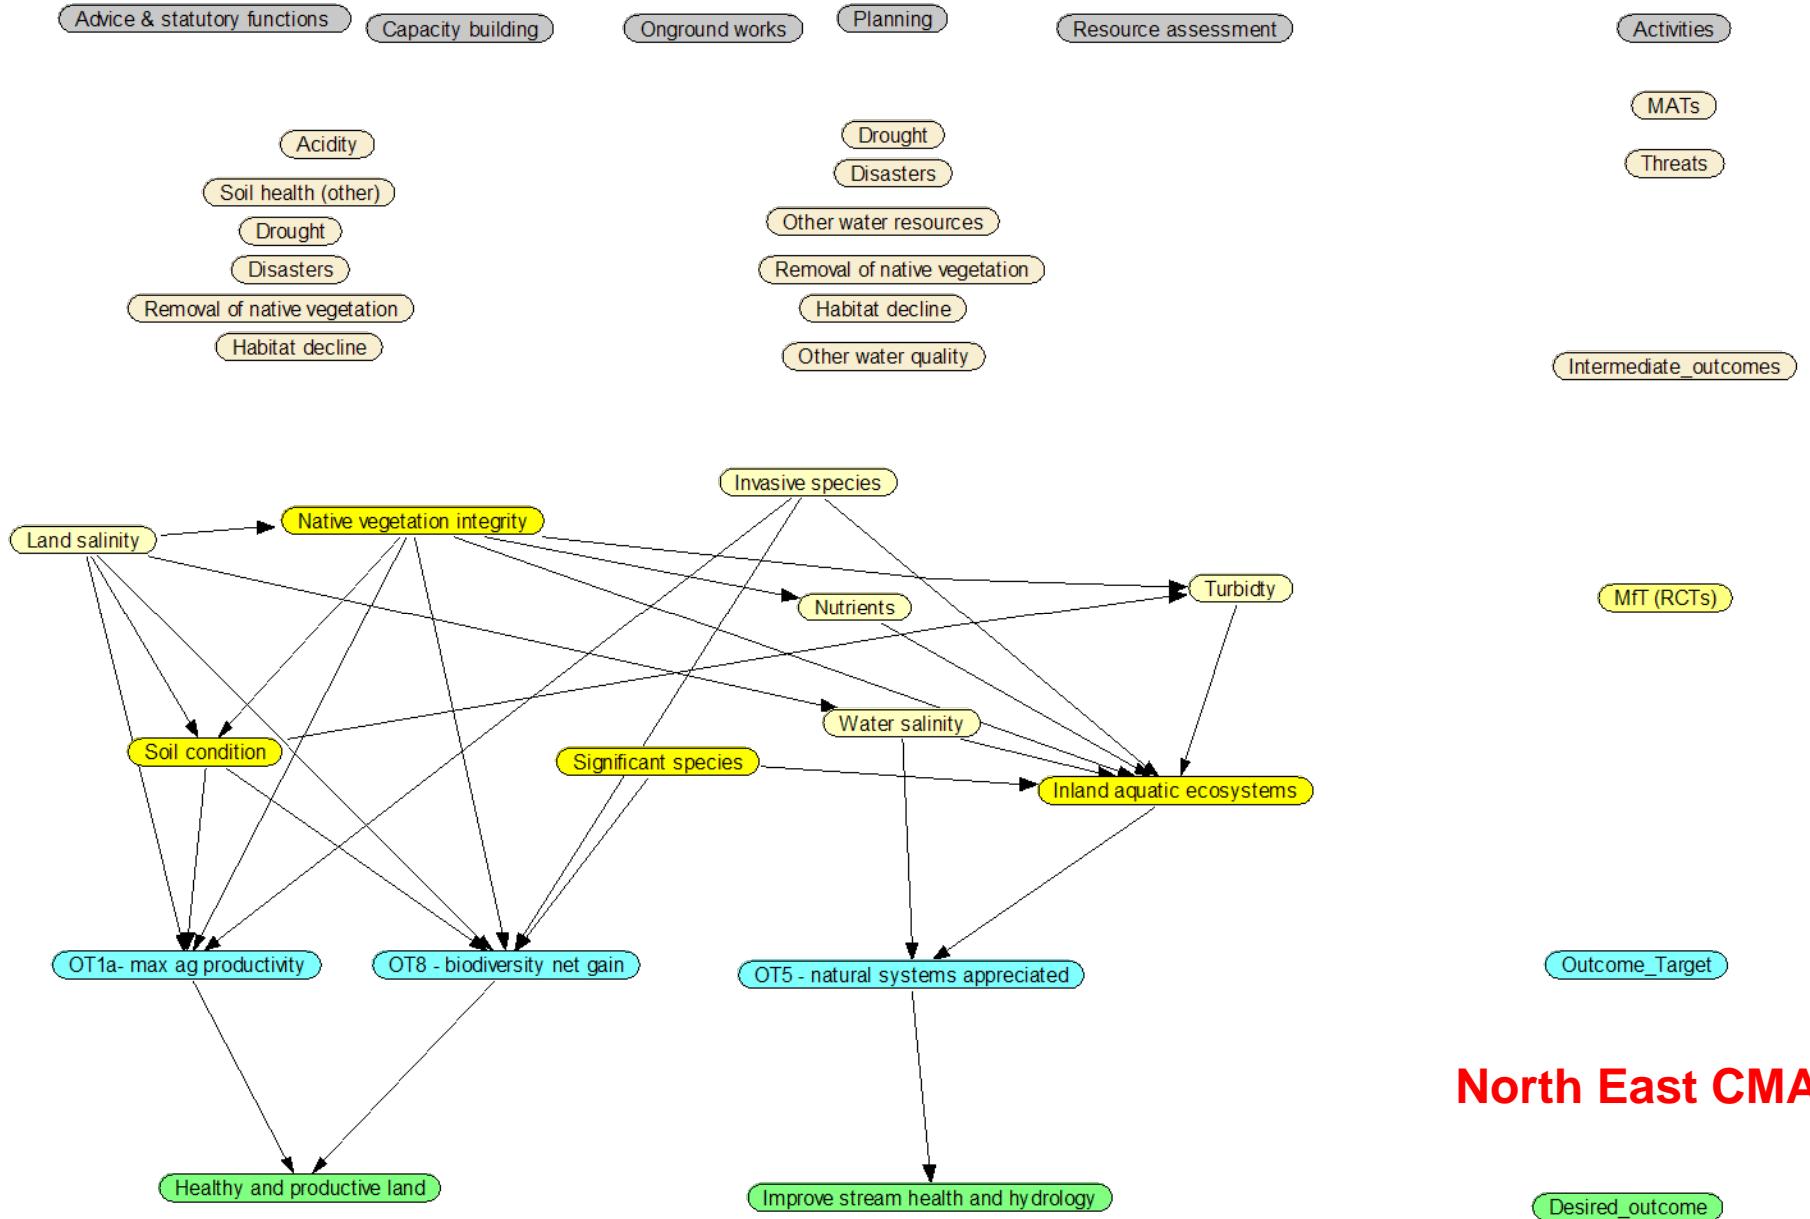 Advice & statutory functions
Capacity building
Onground works
Planning
Resource assessment
Activities
MATs
Threats
Acidity
Soil health (other)
Drought
Disasters
Removal of native vegetation
Habitat decline
Drought
Disasters
Other water resources
Removal of native vegetation
Habitat decline
Other water quality
Intermediate_outcomes
Invasive species
Native vegetation integrity
Land salinity
Turbidty
Nutrients
MfT (RCTs)
Water salinity
Soil condition
Significant species
Inland aquatic ecosystems
OT1a- max ag productivity
OT8 - biodiversity net gain
OT5 - natural systems appreciated
Outcome_Target
North East CMA
Healthy and productive land
Improve stream health and hydrology
Desired_outcome